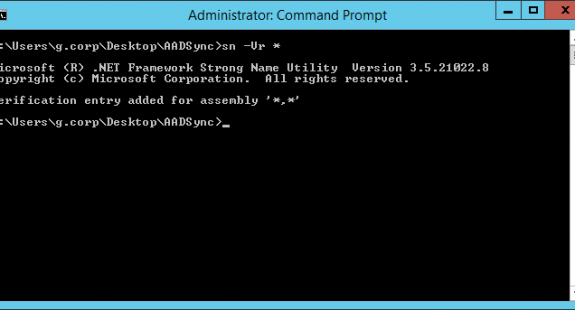 Administrator: Command Prompt
:\Users\g.corp\Desktop\AADSync>sn -Vr *
icrosoft (R) .NET Framework Strong Name Utility  Version 3.5.21022.8
opyright (c) Microsoft Corporation.  All rights reserved.
erification entry added for assembly '*,*'
:\Users\g.corp\Desktop\AADSync>_